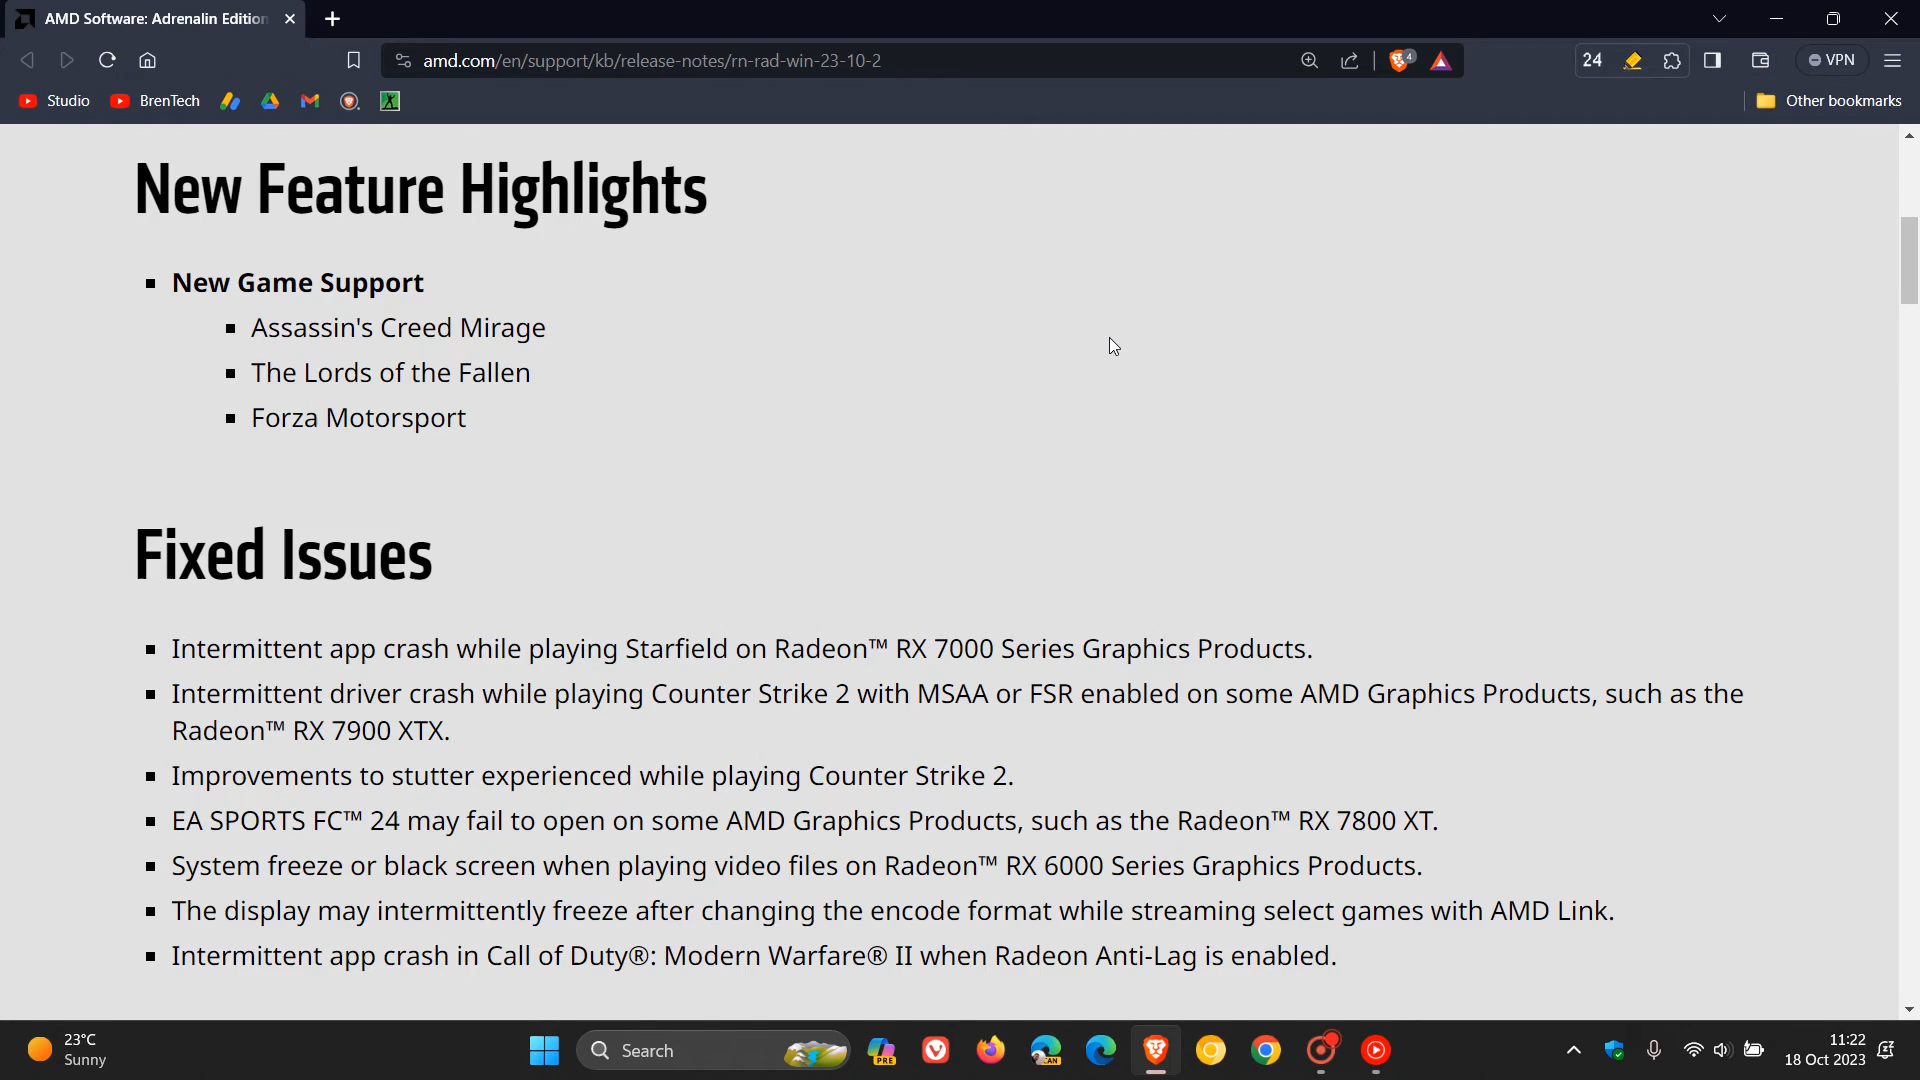 AMD Software: Adrenalin Edition
amd.com/en/support/kb/release-notes/rn-rad-win-23-10-2
4
24
VPN
Studio
BrenTech
Other bookmarks
New Feature Highlights
New Game Support
Assassin's Creed Mirage
The Lords of the Fallen
Forza Motorsport
Fixed Issues
Intermittent app crash while playing Starfield on Radeon™ RX 7000 Series Graphics Products.
Intermittent driver crash while playing Counter Strike 2 with MSAA or FSR enabled on some AMD Graphics Products, such as the
Radeon™ RX 7900 XTX.
Improvements to stutter experienced while playing Counter Strike 2.
EA SPORTS FC™ 24 may fail to open on some AMD Graphics Products, such as the Radeon™ RX 7800 XT.
System freeze or black screen when playing video files on Radeon™ RX 6000 Series Graphics Products.
The display may intermittently freeze after changing the encode format while streaming select games with AMD Link.
Intermittent app crash in Call of Duty®: Modern Warfare® II when Radeon Anti-Lag is enabled.
23°C
Sunny
Search
PRE
CAN
11:22
18 Oct 2023